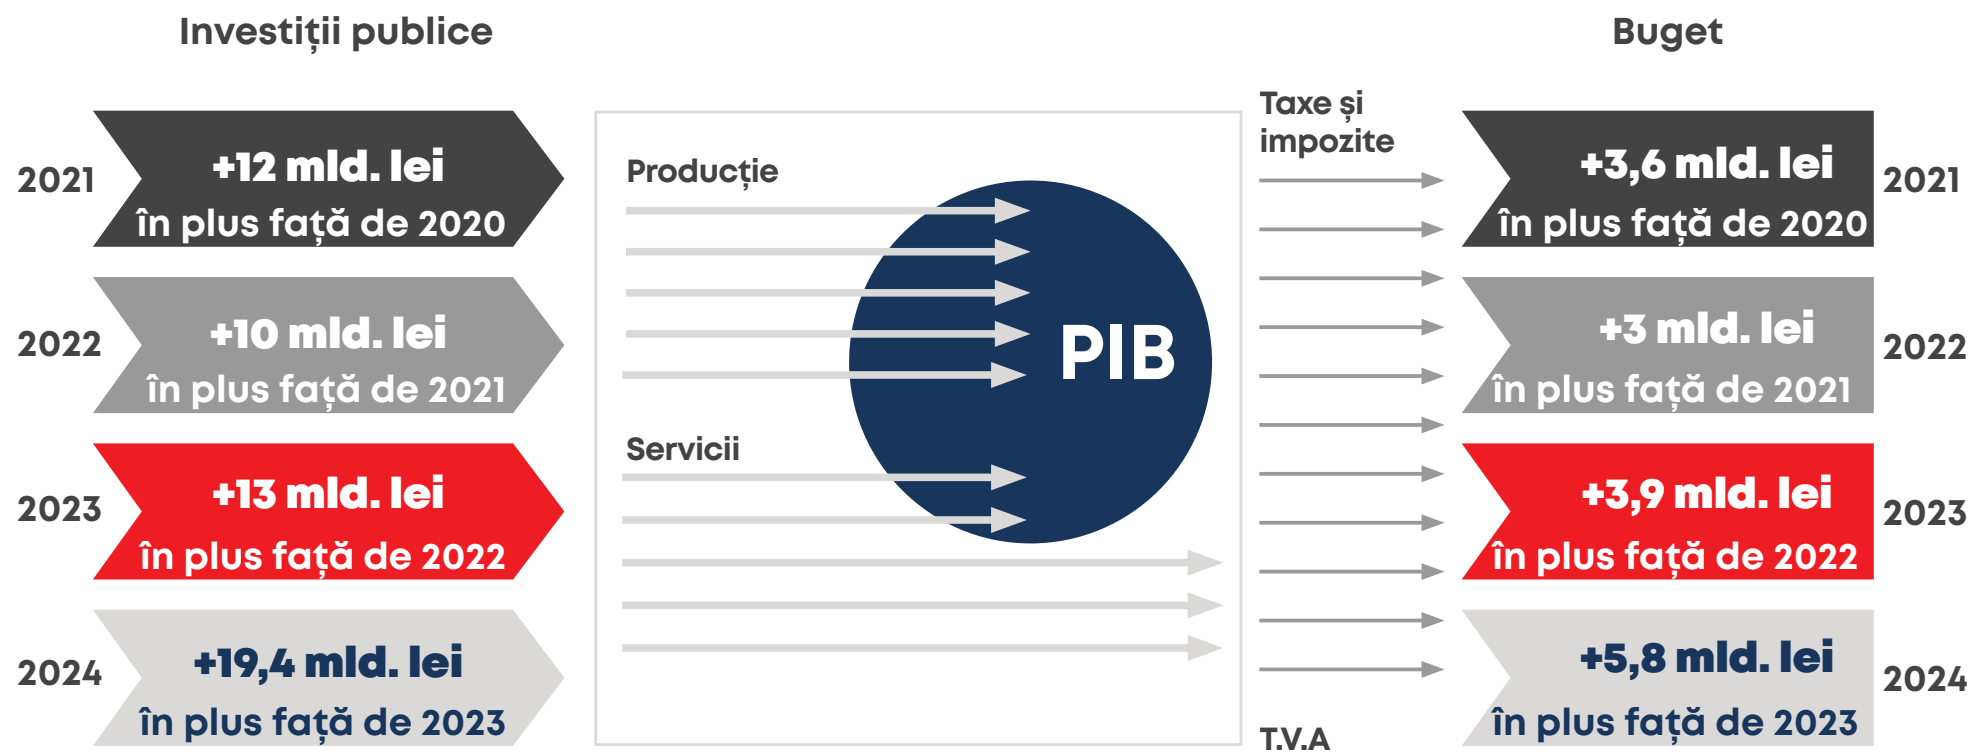 Investiții publice
2021
+12 mld. lei
în plus față de 2020
2022
+10 mld. lei
în plus față de 2021
2023
+13 mld. lei
în plus față de 2022
2024
+19,4 mld. lei
în plus față de 2023
Producție
PIB
Servicii
Taxe și
impozite
T.V.A
Buget
+3,6 mld. lei
în plus față de 2020
2021
+3 mld. lei
în plus față de 2021
2022
+3,9 mld. lei
în plus față de 2022
2023
+5,8 mld. lei
în plus față de 2023
2024